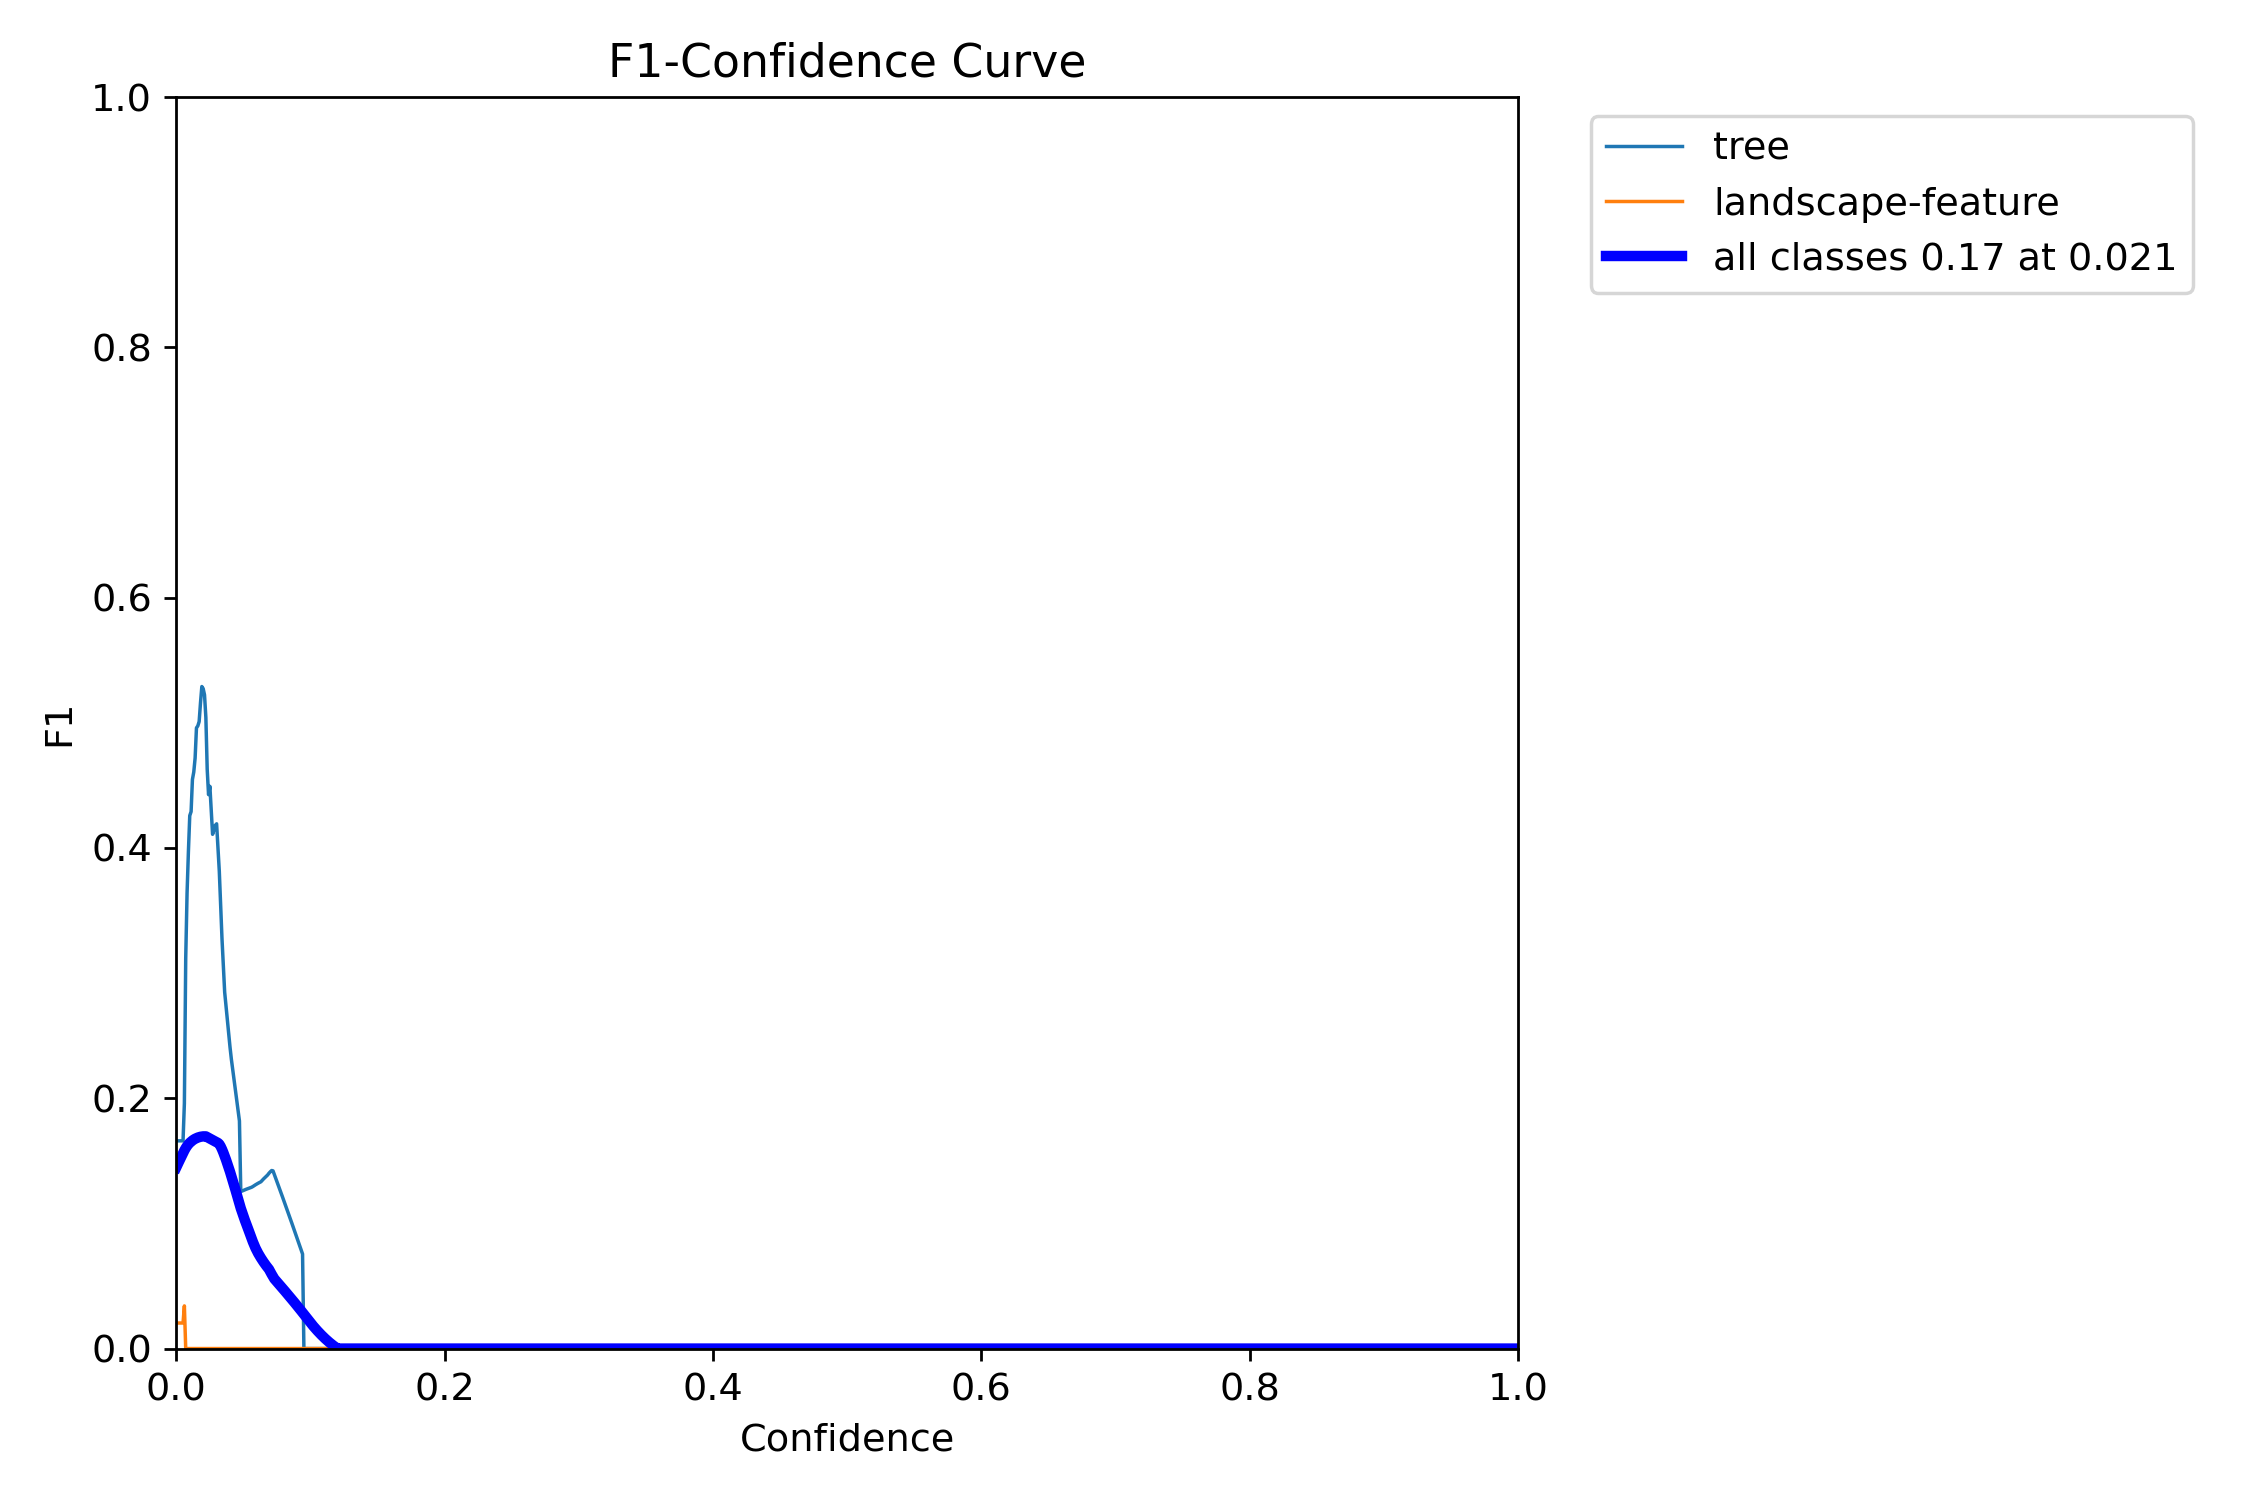 F1-Confidence Curve
1.0
0.8
0.6
0.4
0.2
0.0
F1
0.0 0.2 0.4 0.6 0.8 1.0
Confidence
tree
landscape-feature
all classes 0.17 at 0.021